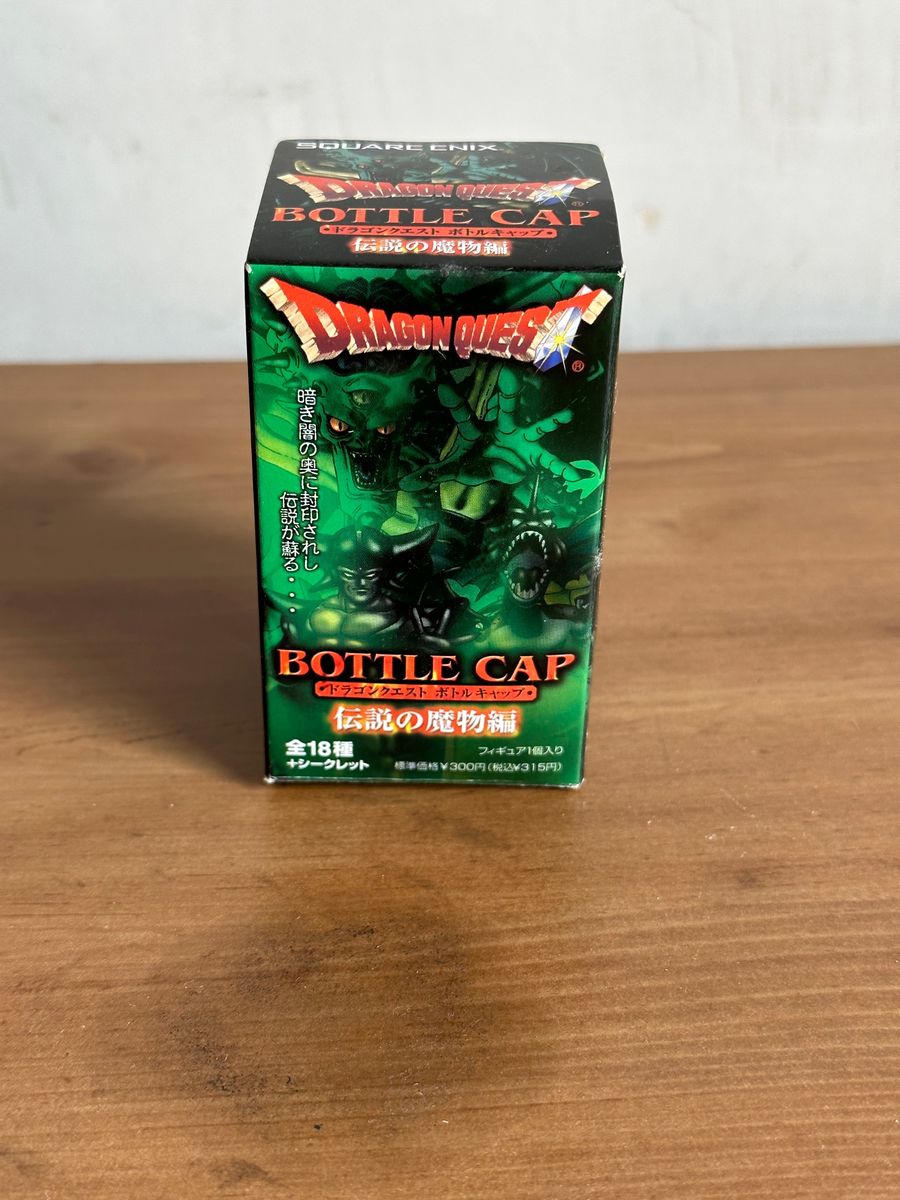 SQUARE ENIX
DRAGON QUEST
®
BOTTLE CAP
・ドラゴンクエスト ボトルキャップ・
伝説の魔物編
DRAGON QUEST
®
暗き闇の奥に封印されし
伝説が蘇る・・・
BOTTLE CAP
・ドラゴンクエスト ボトルキャップ・
伝説の魔物編
全18種
+シークレット
フィギュア1個入り
標準価格¥300円(税込¥315円)